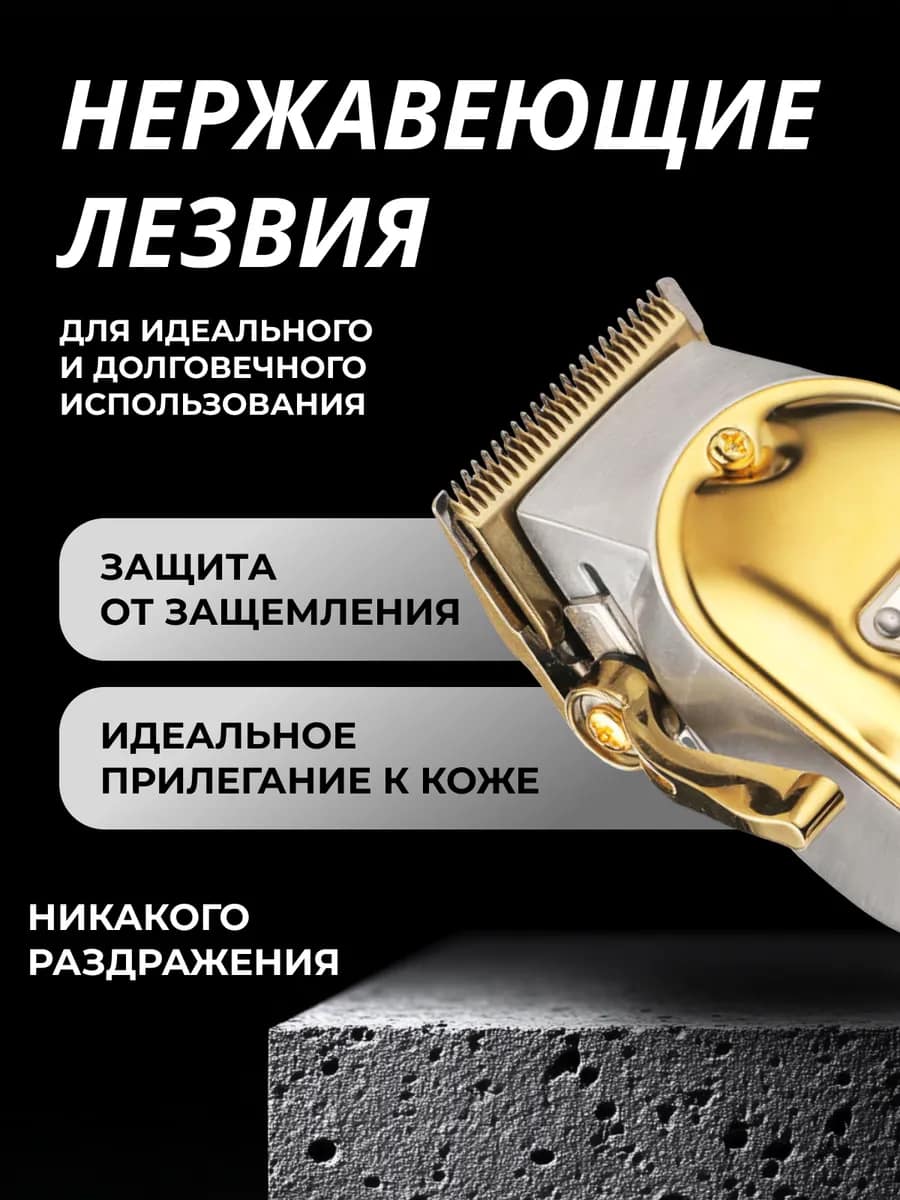 НЕРЖАВЕЮЩИЕ
ЛЕЗВИЯ
ДЛЯ ИДЕАЛЬНОГО
И ДОЛГОВЕЧНОГО
ИСПОЛЬЗОВАНИЯ
ЗАЩИТА
ОТ ЗАЩЕМЛЕНИЯ
ИДЕАЛЬНОЕ
ПРИЛЕГАНИЕ К КОЖЕ
НИКАКОГО
РАЗДРАЖЕНИЯ